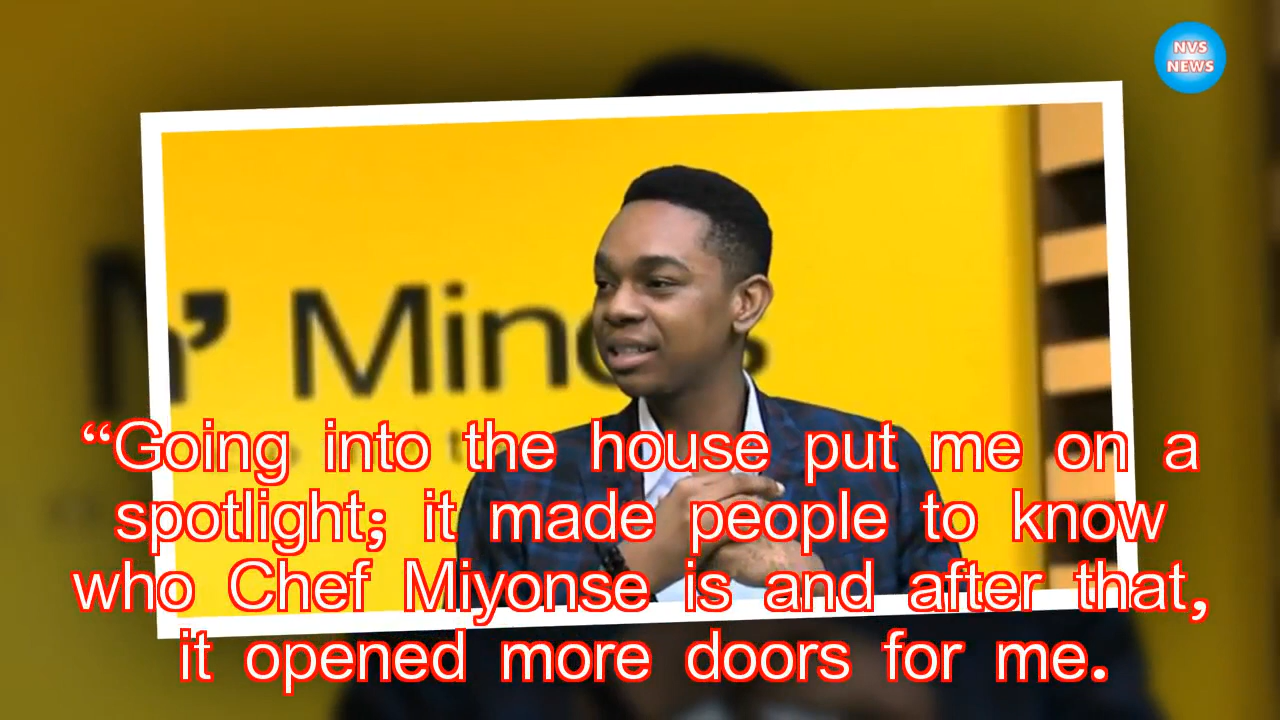 NVS
NEWS
n' Min
“Going into the house put me on a
spotlight; it made people to know
who Chef Miyonse is and after that,
it opened more doors for me.